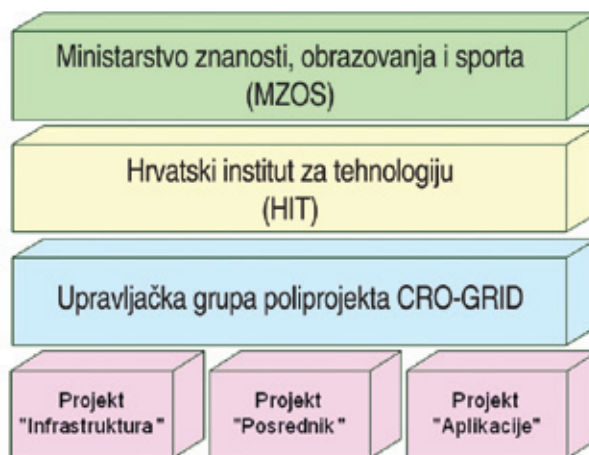 Ministarstvo znanosti, obrazovanja i sporta
(MZOS)
Hrvatski institut za tehnologiju
(HIT)
Upravljačka grupa poliprojekta CRO-GRID
Projekt
"Infrastruktura"
Projekt
"Posrednik"
Projekt
"Aplikacije"